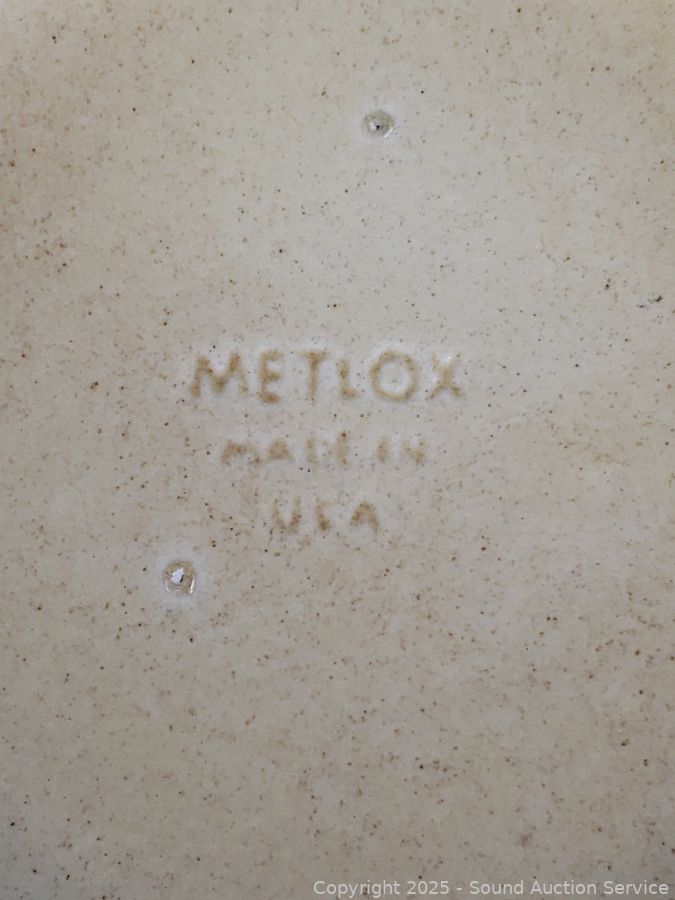 METLOX
MADE IN
USA
Copyright 2025 - Sound Auction Service